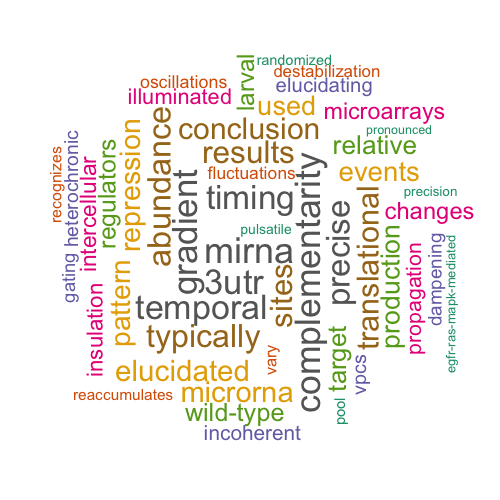 randomized
destabilization
oscillations
elucidating
illuminated
larval
used
microarrays
conclusion
pronounced
relative
results
abundance
repression
regulators
heterochronic
recognizes
intercellular
fluctuations
events
timing
gradient
complementarity
precise
translational
precision
changes
pulsatile
mirna
gating
3utr
sites
production
propagation
dampening
egfr-ras-mapk-mediated
temporal
pattern
insulation
typically
vary
target
vpcs
elucidated
microrna
reaccumulates
pool
wild-type
incoherent